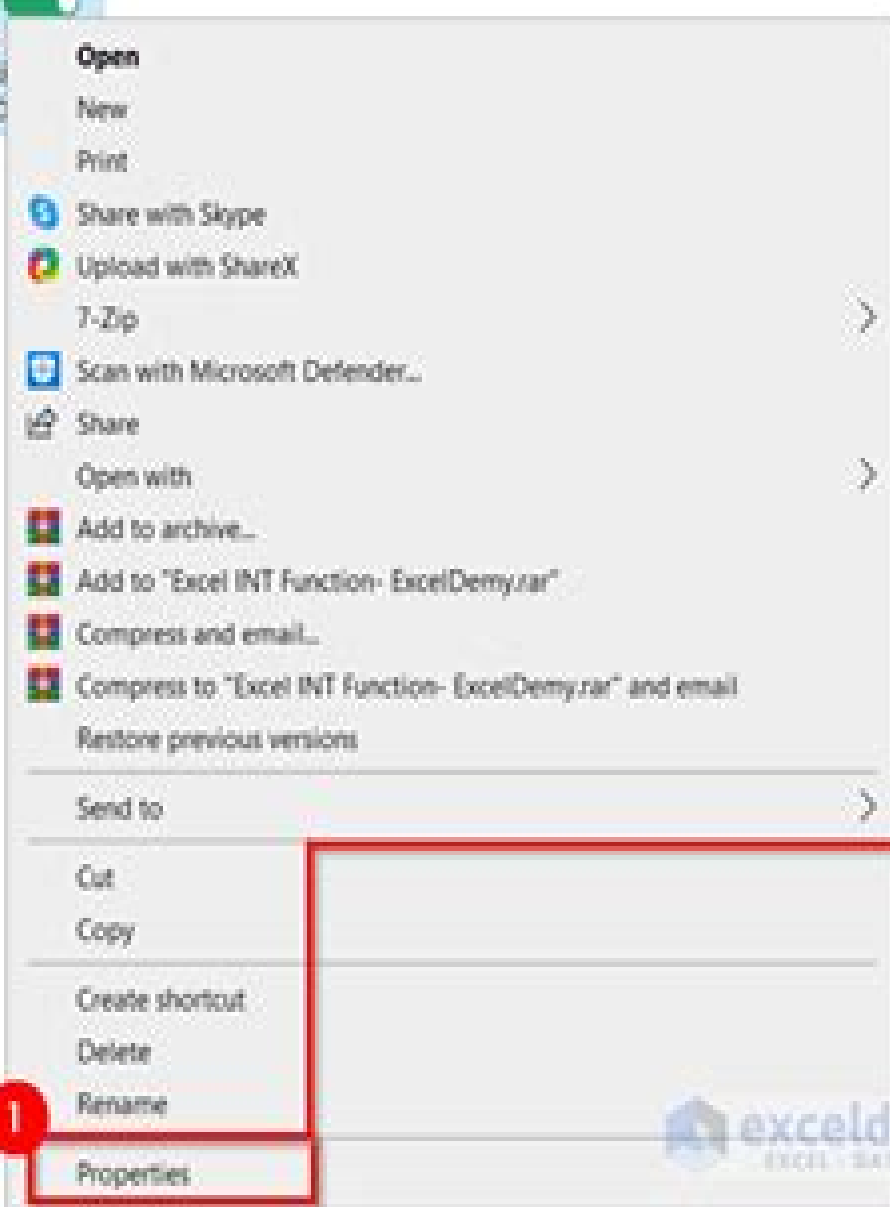 Open
New
Print
Share with Skype
Upload with ShareX
7-Zip
Scan with Microsoft Defender...
Share
Open with
Add to archive...
Add to "Excel INT Function- ExcelDemy.rar"
Compress and email...
Compress to "Excel INT Function- ExcelDemy.rar" and email
Restore previous versions
Send to
Cut
Copy
Create shortcut
Delete
Rename
1
Properties
exceld
EXCEL - DA